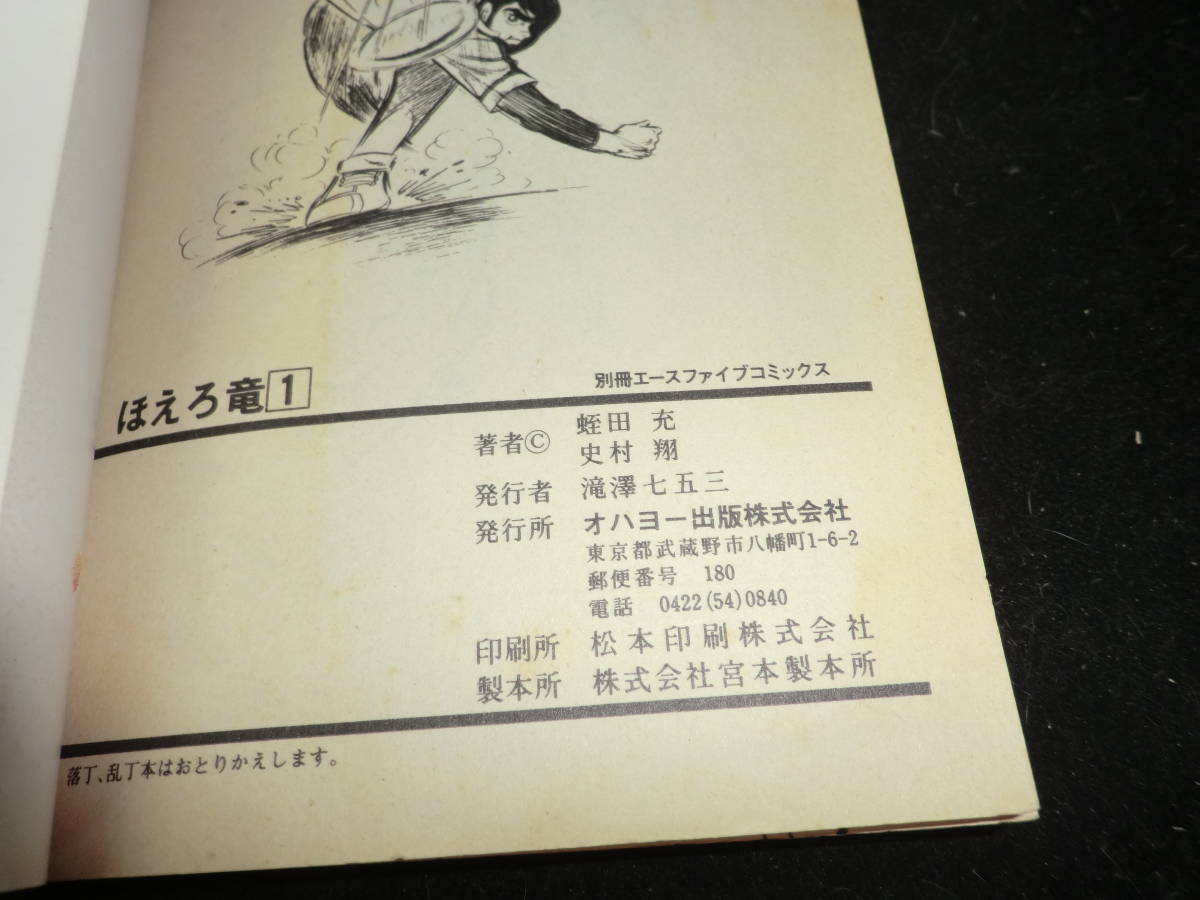 ほえろ竜1
別冊エースファイブコミックス
著者© 蛭田 充
史村 翔
発行者 滝澤七五三
発行所 オハヨー出版株式会社
東京都武蔵野市八幡町1-6-2
郵便番号 180
電話 0422(54)0840
印刷所 松本印刷株式会社
製本所 株式会社宮本製本所
落丁、乱丁本はおとりかえします。